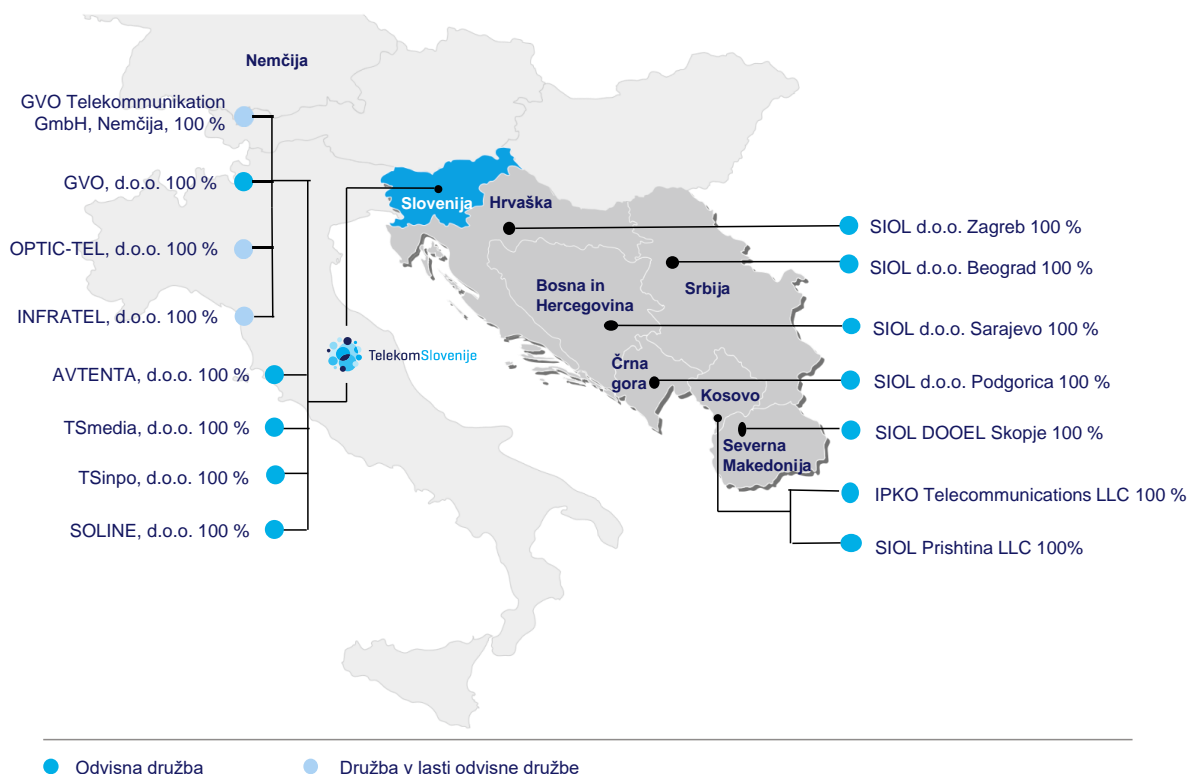 Nemčija
GVO Telekommunikation
GmbH, Nemčija, 100 %
GVO, d.o.o. 100 %
OPTIC-TEL, d.o.o. 100 %
INFRATEL, d.o.o. 100 %
AVTENTA, d.o.o. 100 %
TSmedia, d.o.o. 100 %
TSinpo, d.o.o. 100 %
SOLINE, d.o.o. 100 %
TelekomSlovenije
Slovenija
Hrvaška
Bosna in
Hercegovina
Srbija
Črna
gora
Kosovo
Severna
Makedonija
SIOL d.o.o. Zagreb 100 %
SIOL d.o.o. Beograd 100 %
SIOL d.o.o. Sarajevo 100 %
SIOL d.o.o. Podgorica 100 %
SIOL DOOEL Skopje 100 %
IPKO Telecommunications LLC 100 %
SIOL Prishtina LLC 100%
Odvisna družba
Družba v lasti odvisne družbe